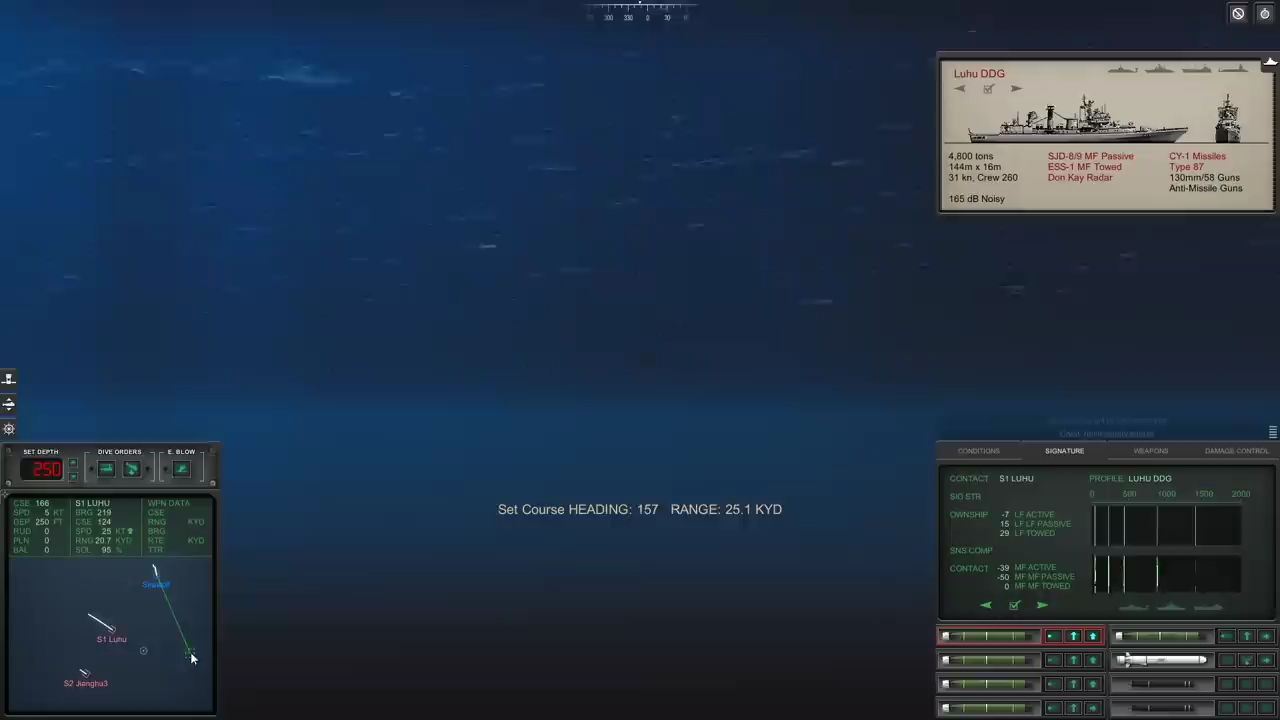 300 330 0 30
Luhu DDG
4,800 tons SJD-8/9 MF Passive CY-1 Missiles
144m x 16m ESS-1 MF Towed Type 87
31 kn, Crew 260 Don Kay Radar 130mm/58 Guns
Anti-Missile Guns
165 dB Noisy
SET DEPTH DIVE ORDERS E. BLOW
250
CSE 166 S1 LUHU WPN DATA
SPD 5 KT BRG 219 CSE
DEP 250 FT CSE 124 RNG KYD
RUD 0 SPD 25 KT BRG
PLN 0 RNG 20.7 KYD RTE KYD
BAL 0 SOL 95 % TTR
S1 Luhu
S2 Jianghu3
Set Course HEADING: 157 RANGE: 25.1 KYD
CONDITIONS SIGNATURE WEAPONS DAMAGE CONTROL
CONTACT S1 LUHU PROFILE LUHU DDG
SIG STR 0 500 1000 1500 2000
OWNSHIP -7 LF ACTIVE
15 LF LF PASSIVE
29 LF TOWED
SNS COMP
CONTACT -39 MF ACTIVE
-50 MF MF PASSIVE
0 MF MF TOWED